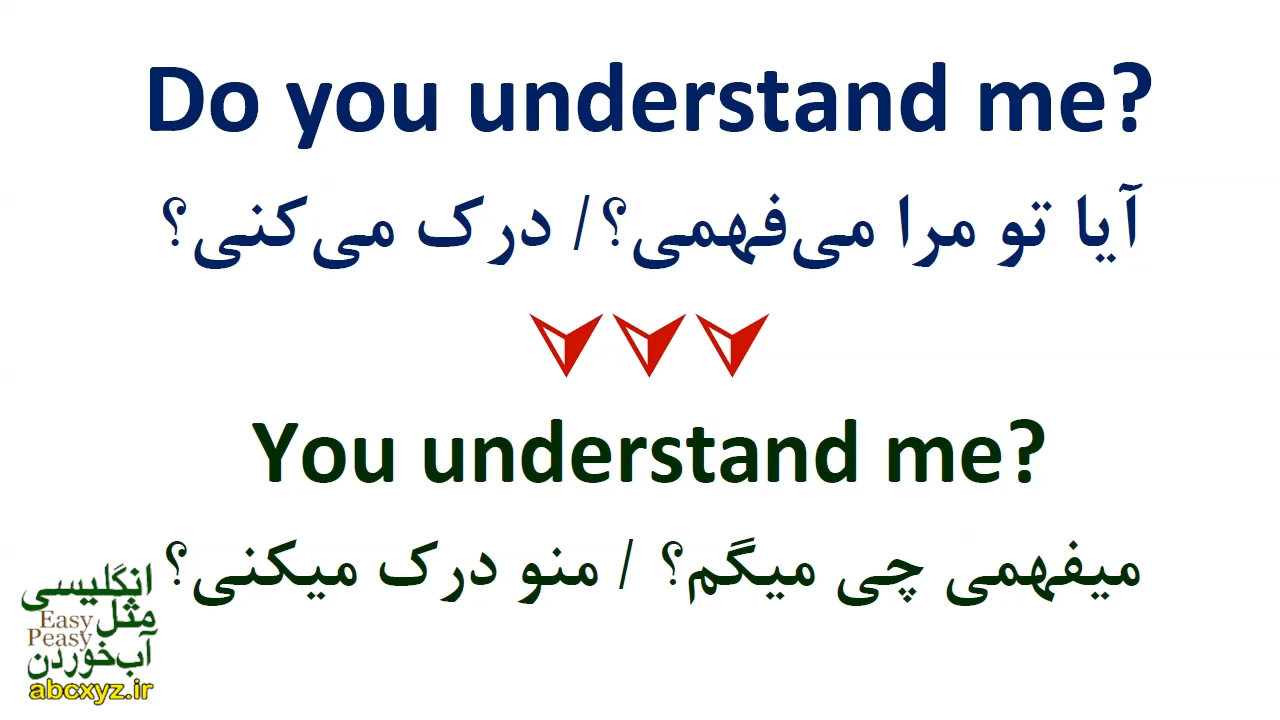 Do you understand me?
آیا تو مرا می‌فهمی؟/ درک می‌کنی؟
You understand me?
میفهمی چی میگم؟ / منو درک میکنی؟
انگلیسی
مثل Easy
Peasy
آب‌خوردن
abcxyz.ir